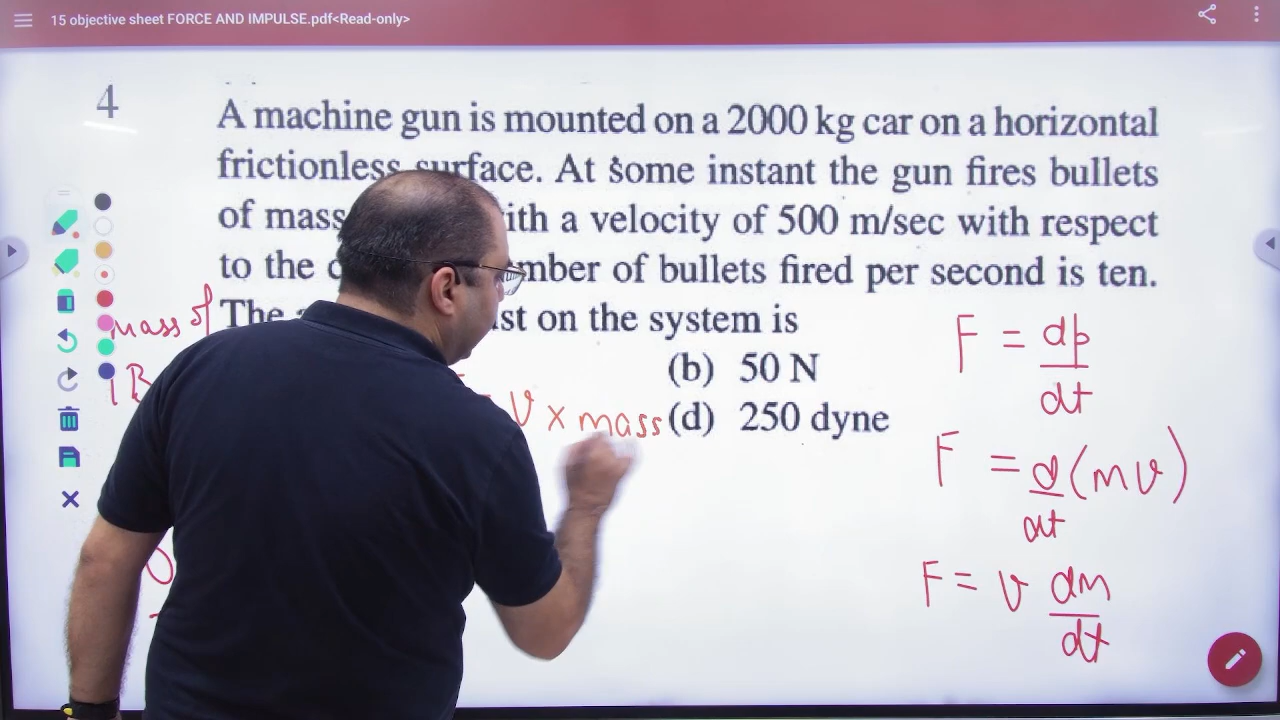 15 objective sheet FORCE AND IMPULSE.pdf<Read-only>
4
A machine gun is mounted on a 2000 kg car on a horizontal
frictionless surface. At some instant the gun fires bullets
of mass with a velocity of 500 m/sec with respect
to the of bullets fired per second is ten.
The on the system is
(b) 50 N
(d) 250 dyne
mass of
1 B
v × mass
F = dp
dt
F = d (mv)
dt
F = v dm
dt